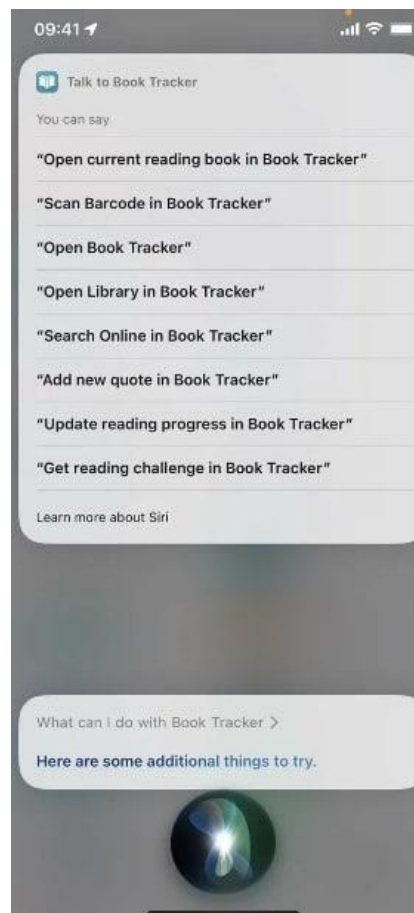 09:41
Talk to Book Tracker
You can say
“Open current reading book in Book Tracker”
“Scan Barcode in Book Tracker”
“Open Book Tracker”
“Open Library in Book Tracker”
“Search Online in Book Tracker”
“Add new quote in Book Tracker”
“Update reading progress in Book Tracker”
“Get reading challenge in Book Tracker”
Learn more about Siri
What can i do with Book Tracker >
Here are some additional things to try.